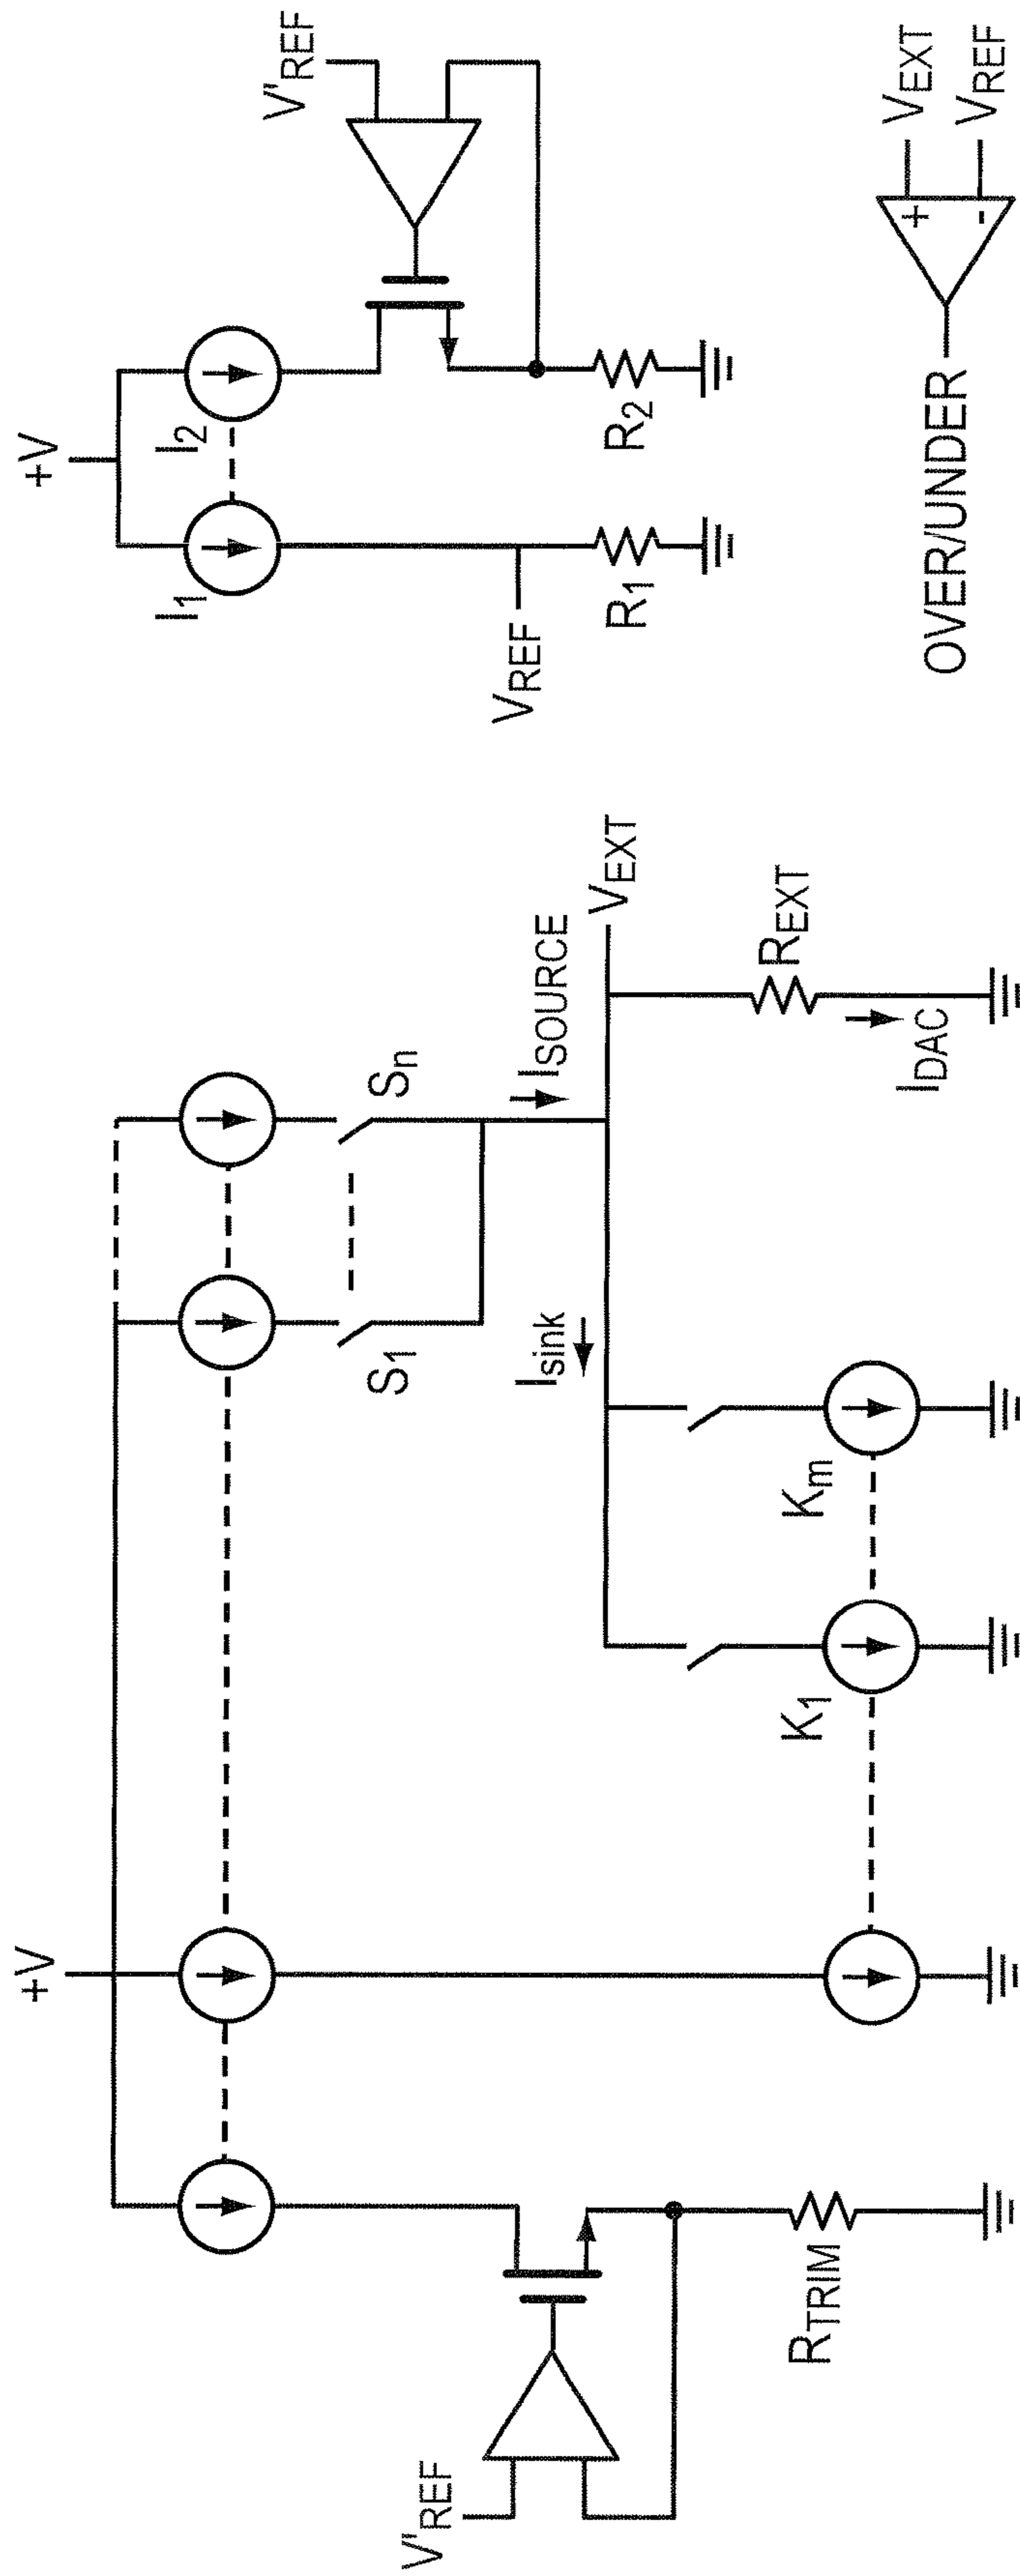 +V
V'REF
I1
I2
VREF
R1
R2
VEXT
VREF
+
-
OVER/UNDER
+V
S1
Sn
ISOURCE
VEXT
Isink
REXT
IDAC
K1
Km
V'REF
RTRIM